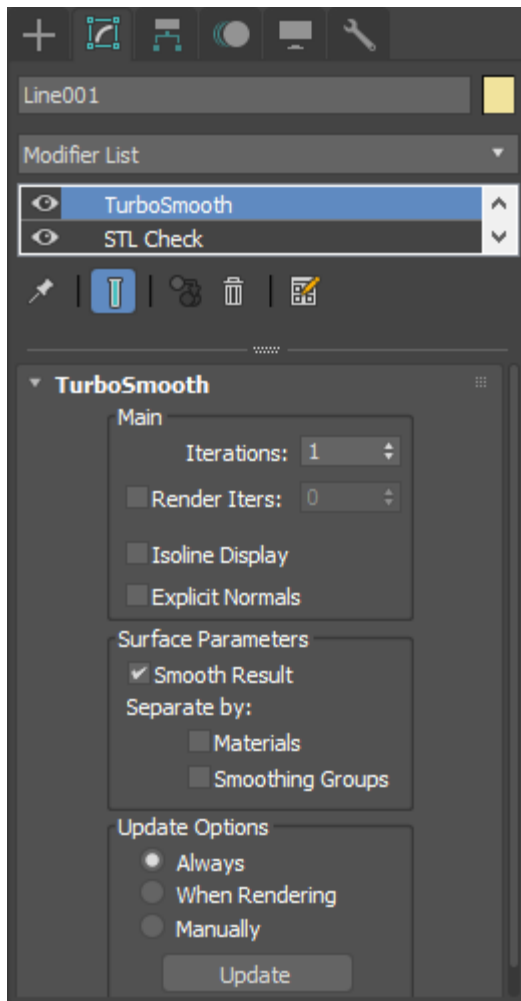 Line001
Modifier List
TurboSmooth
STL Check
TurboSmooth
Main
Iterations: 1
Render Iters: 0
Isoline Display
Explicit Normals
Surface Parameters
Smooth Result
Separate by:
Materials
Smoothing Groups
Update Options
Always
When Rendering
Manually
Update